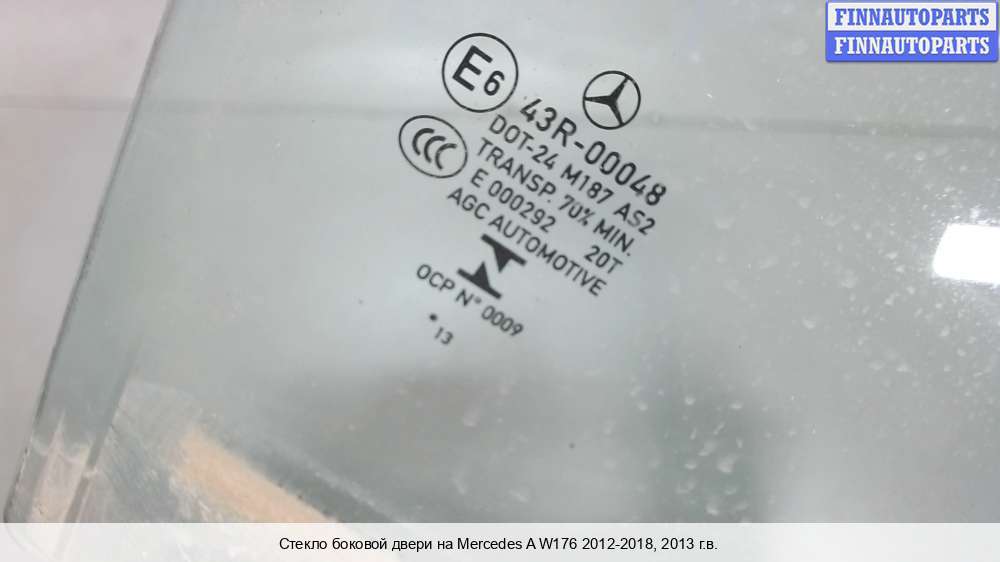 FINNAUTOPARTS
FINNAUTOPARTS
E6
43R-00048
CCC
DOT-24 M187 AS2
TRANSP. 70% MIN.
E 000292 20T
AGC AUTOMOTIVE
N
OCP N° 0009
• 13
Стекло боковой двери на Mercedes A W176 2012-2018, 2013 г.в.